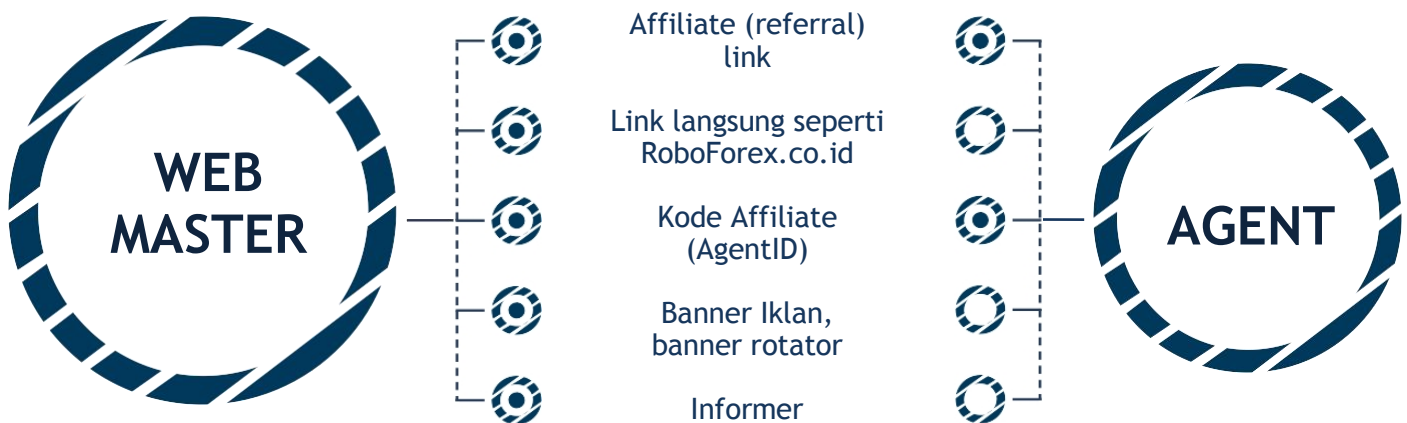 WEB
MASTER
Affiliate (referral)
link
Link langsung seperti
RoboForex.co.id
Kode Affiliate
(AgentID)
Banner Iklan,
banner rotator
Informer
AGENT